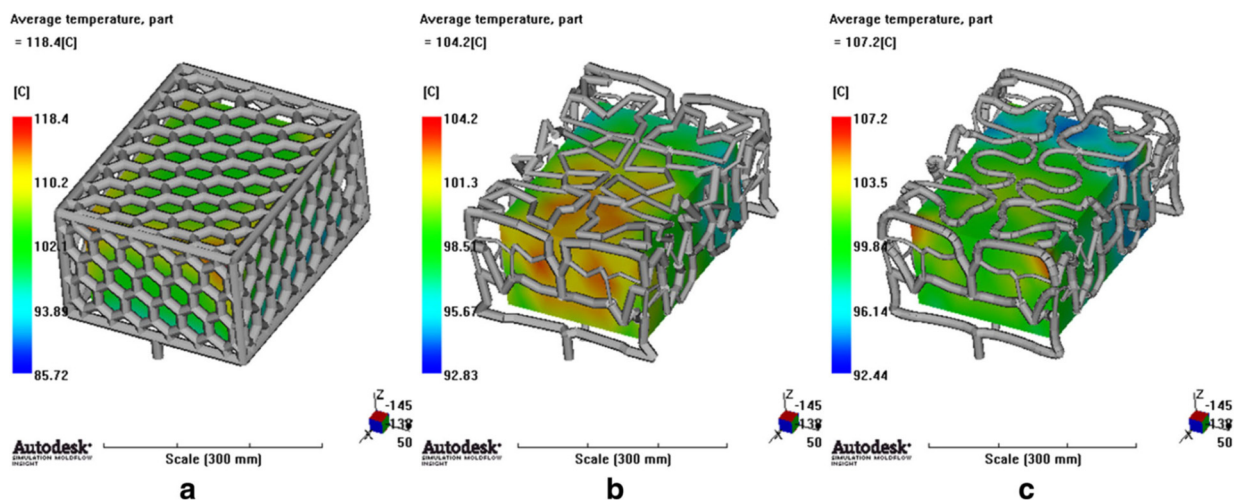 Average temperature, part
= 118.4[C]
[C]
118.4
110.2
102.1
93.89
85.72
Z
X
-145
-138
50
Autodesk
SIMULATION MOLDFLOW
INSIGHT
Scale (300 mm)
a
Average temperature, part
= 104.2[C]
[C]
104.2
101.3
98.51
95.67
92.83
Z
X
-145
-138
50
Autodesk
SIMULATION MOLDFLOW
INSIGHT
Scale (300 mm)
b
Average temperature, part
= 107.2[C]
[C]
107.2
103.5
99.84
96.14
92.44
Z
X
-145
-138
50
Autodesk
SIMULATION MOLDFLOW
INSIGHT
Scale (300 mm)
c